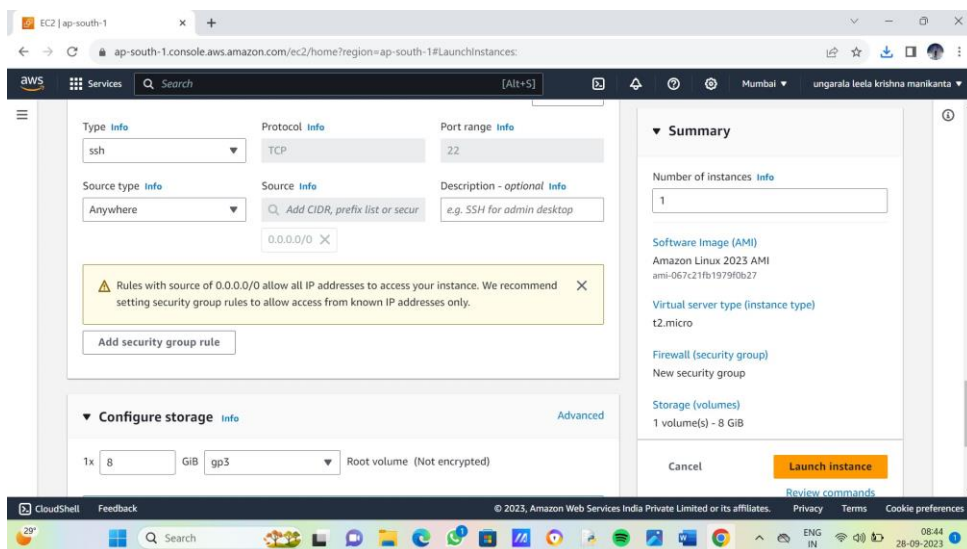 EC2 | ap-south-1
ap-south-1.console.aws.amazon.com/ec2/home?region=ap-south-1#LaunchInstances:
aws Services Search [Alt+S] Mumbai ungarala leela krishna manikanta
Type Info Protocol Info Port range Info
ssh TCP 22
Source type Info Source Info Description - optional Info
Anywhere Add CIDR, prefix list or secur e.g. SSH for admin desktop
0.0.0.0/0
Rules with source of 0.0.0.0/0 allow all IP addresses to access your instance. We recommend
setting security group rules to allow access from known IP addresses only.
Add security group rule
Configure storage Info Advanced
1x 8 GiB gp3 Root volume (Not encrypted)
Summary
Number of instances Info
1
Software Image (AMI)
Amazon Linux 2023 AMI
ami-067c21fb1979f0b27
Virtual server type (instance type)
t2.micro
Firewall (security group)
New security group
Storage (volumes)
1 volume(s) - 8 GiB
Cancel Launch instance
Review commands
CloudShell Feedback © 2023, Amazon Web Services India Private Limited or its affiliates. Privacy Terms Cookie preferences
29° Search ENG 08:44
IN 28-09-2023 1